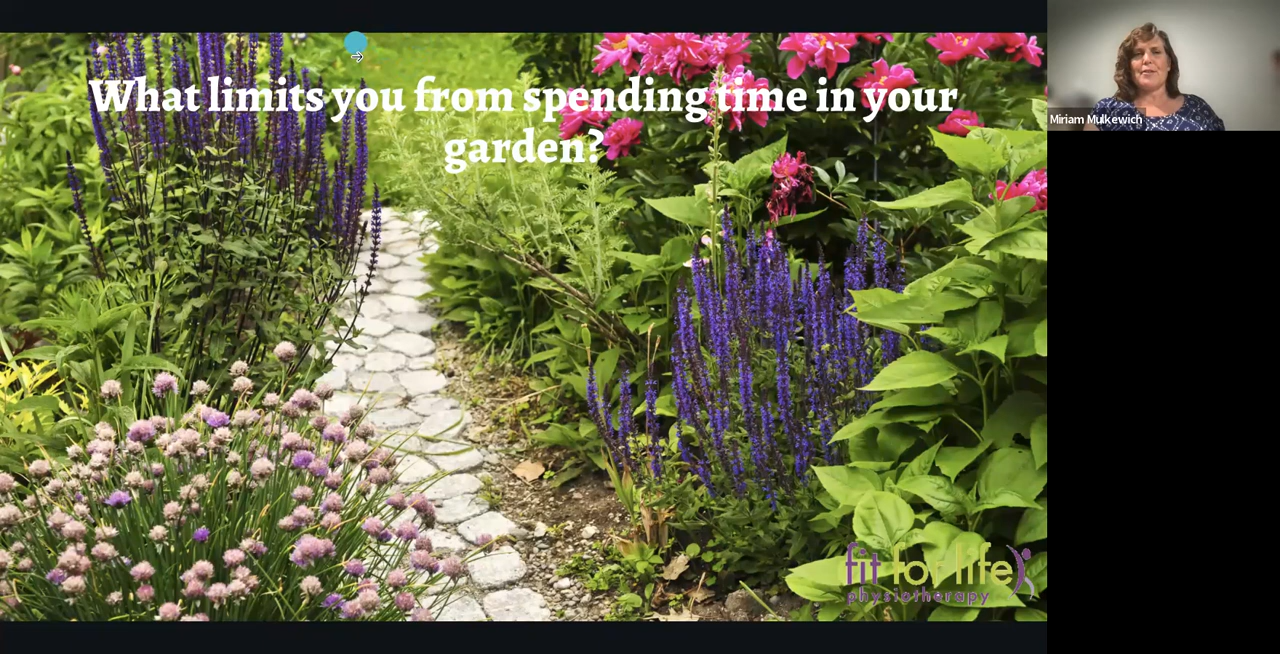 What limits you from spending time in your
garden?
Miriam Mulkewich
fit for life
physiotherapy